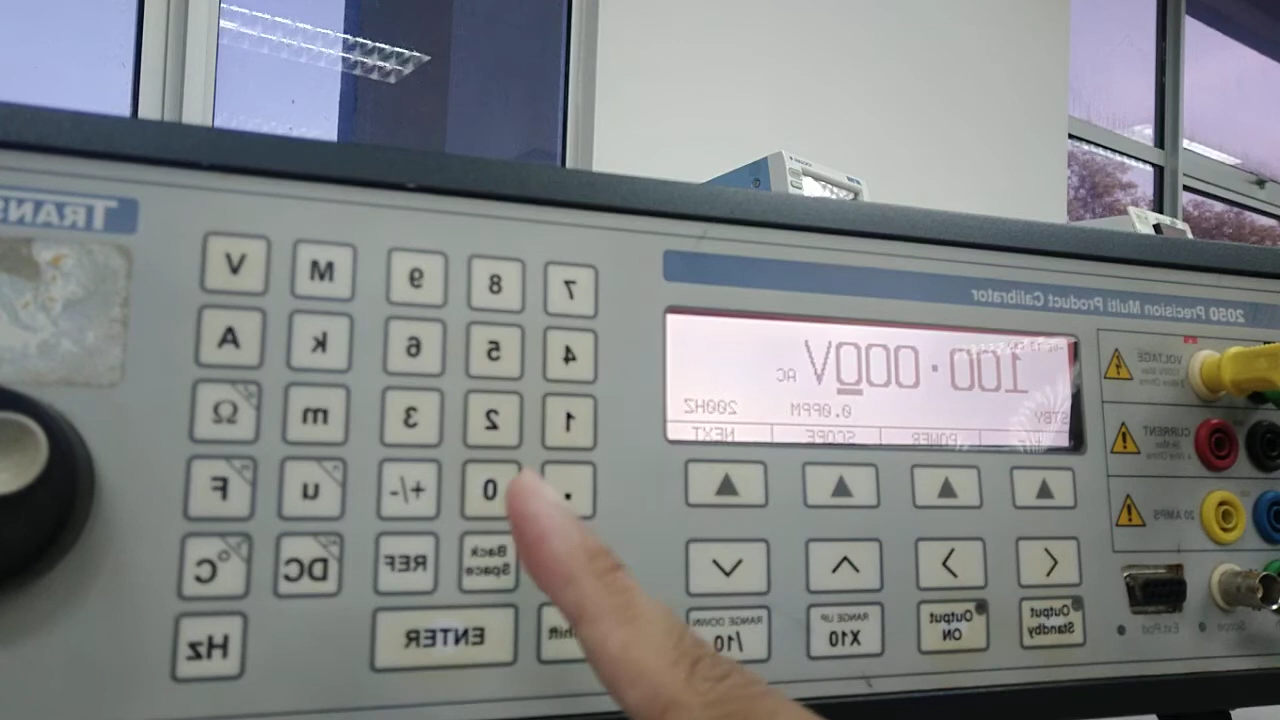 2050 Precision Multi Product Calibrator
TRANS
VOLTAGE
CURRENT
20 AMPS
Ext.Pod
100.000V AC
STBY
0.0PPM
200HZ
POWER
SCOPE
NEXT
Output
Standby
Output
ON
RANGE UP
X10
RANGE DOWN
/10
7 8 9 M V
4 5 6 k A
1 2 3 m Ω
. 0 +/- u F
Back
Space
REF DC °C
ENTER Hz